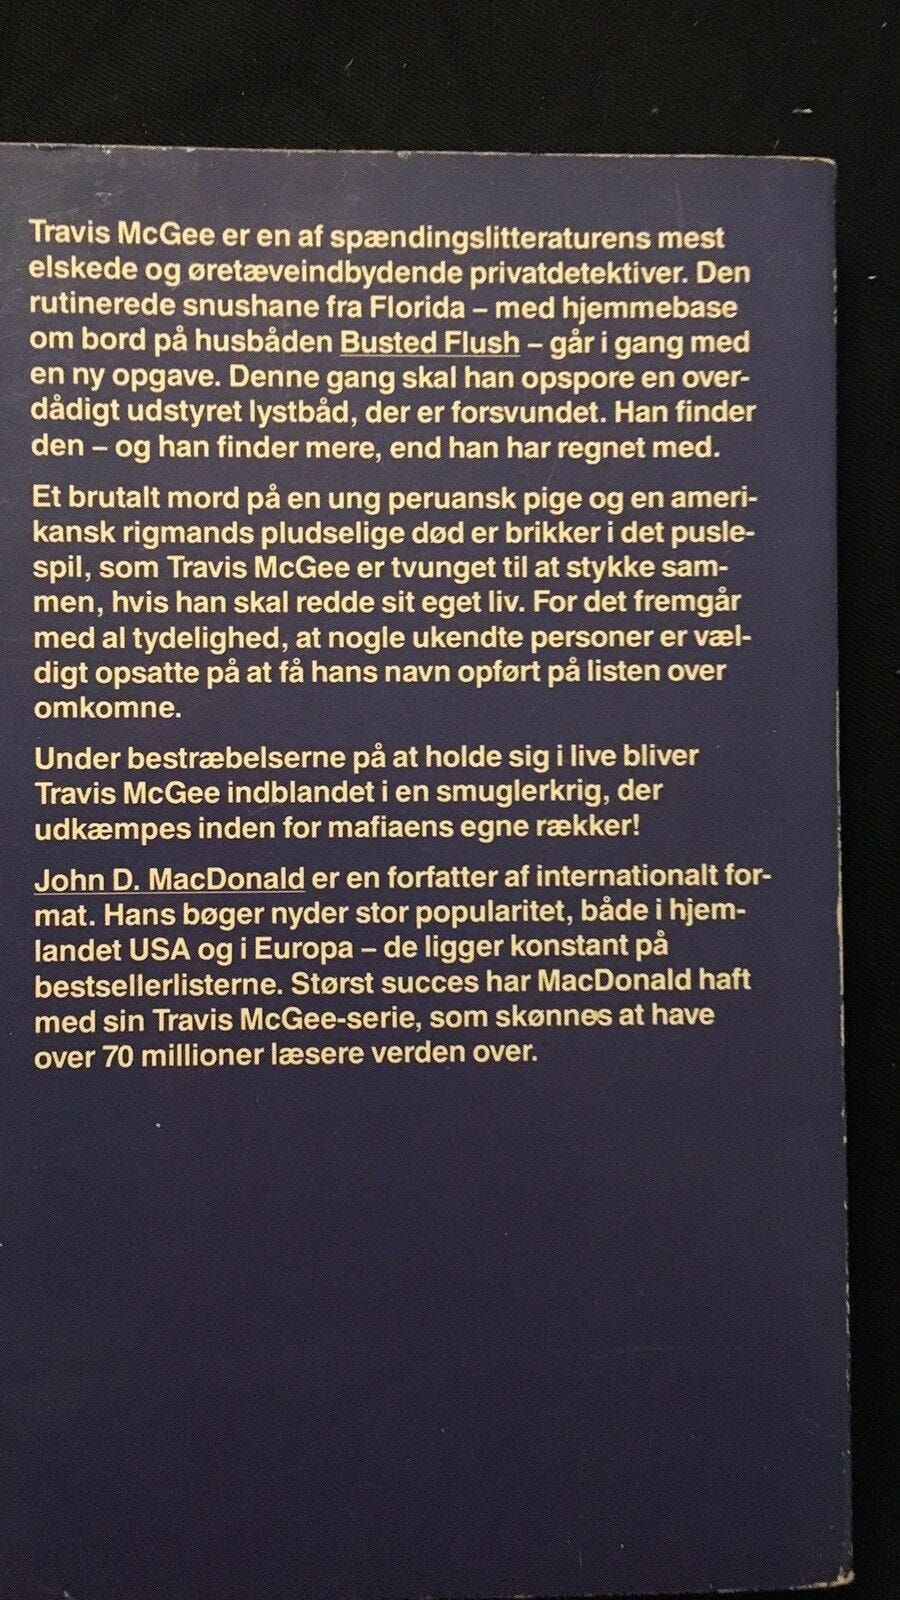 Travis McGee er en af spændingslitteraturens mest
elskede og øretæveindbydende privatdetektiver. Den
rutinerede snushane fra Florida – med hjemmebase
om bord på husbåden Busted Flush – går i gang med
en ny opgave. Denne gang skal han opspore en over-
dådigt udstyret lystbåd, der er forsvundet. Han finder
den – og han finder mere, end han har regnet med.
Et brutalt mord på en ung peruansk pige og en ameri-
kansk rigmands pludselige død er brikker i det pusle-
spil, som Travis McGee er tvunget til at stykke sam-
men, hvis han skal redde sit eget liv. For det fremgår
med al tydelighed, at nogle ukendte personer er væl-
digt opsatte på at få hans navn opført på listen over
omkomne.
Under bestræbelserne på at holde sig i live bliver
Travis McGee indblandet i en smuglerkrig, der
udkæmpes inden for mafiaens egne rækker!
John D. MacDonald er en forfatter af internationalt for-
mat. Hans bøger nyder stor popularitet, både i hjem-
landet USA og i Europa – de ligger konstant på
bestsellerlisterne. Størst succes har MacDonald haft
med sin Travis McGee-serie, som skønnes at have
over 70 millioner læsere verden over.